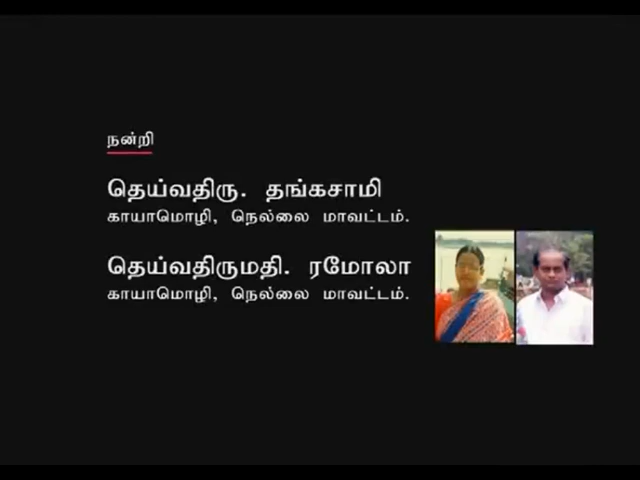 நன்றி
தெய்வதிரு. தங்கசாமி
காயாமொழி, நெல்லை மாவட்டம்.
தெய்வதிருமதி. ரமோலா
காயாமொழி, நெல்லை மாவட்டம்.